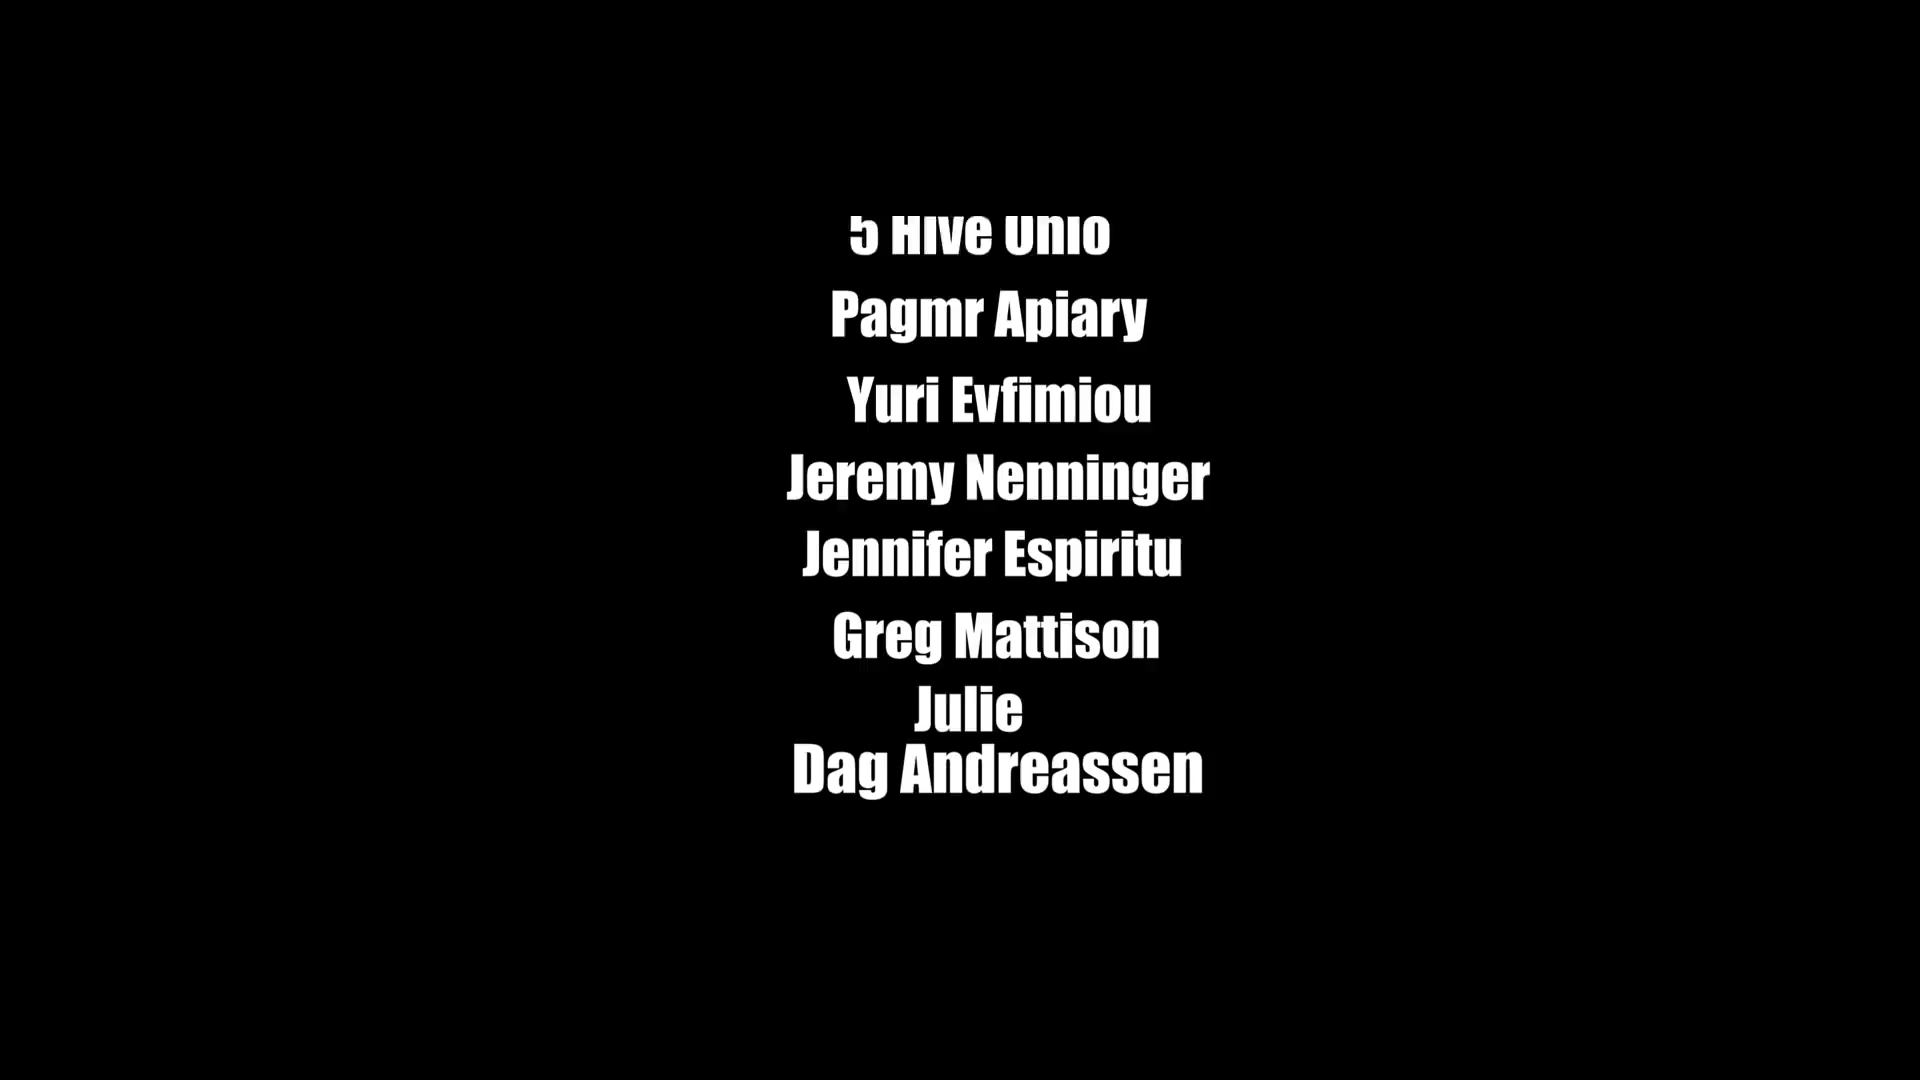 5 Hive Unio
Pagmr Apiary
Yuri Evfimiou
Jeremy Nenninger
Jennifer Espiritu
Greg Mattison
Julie
Dag Andreassen